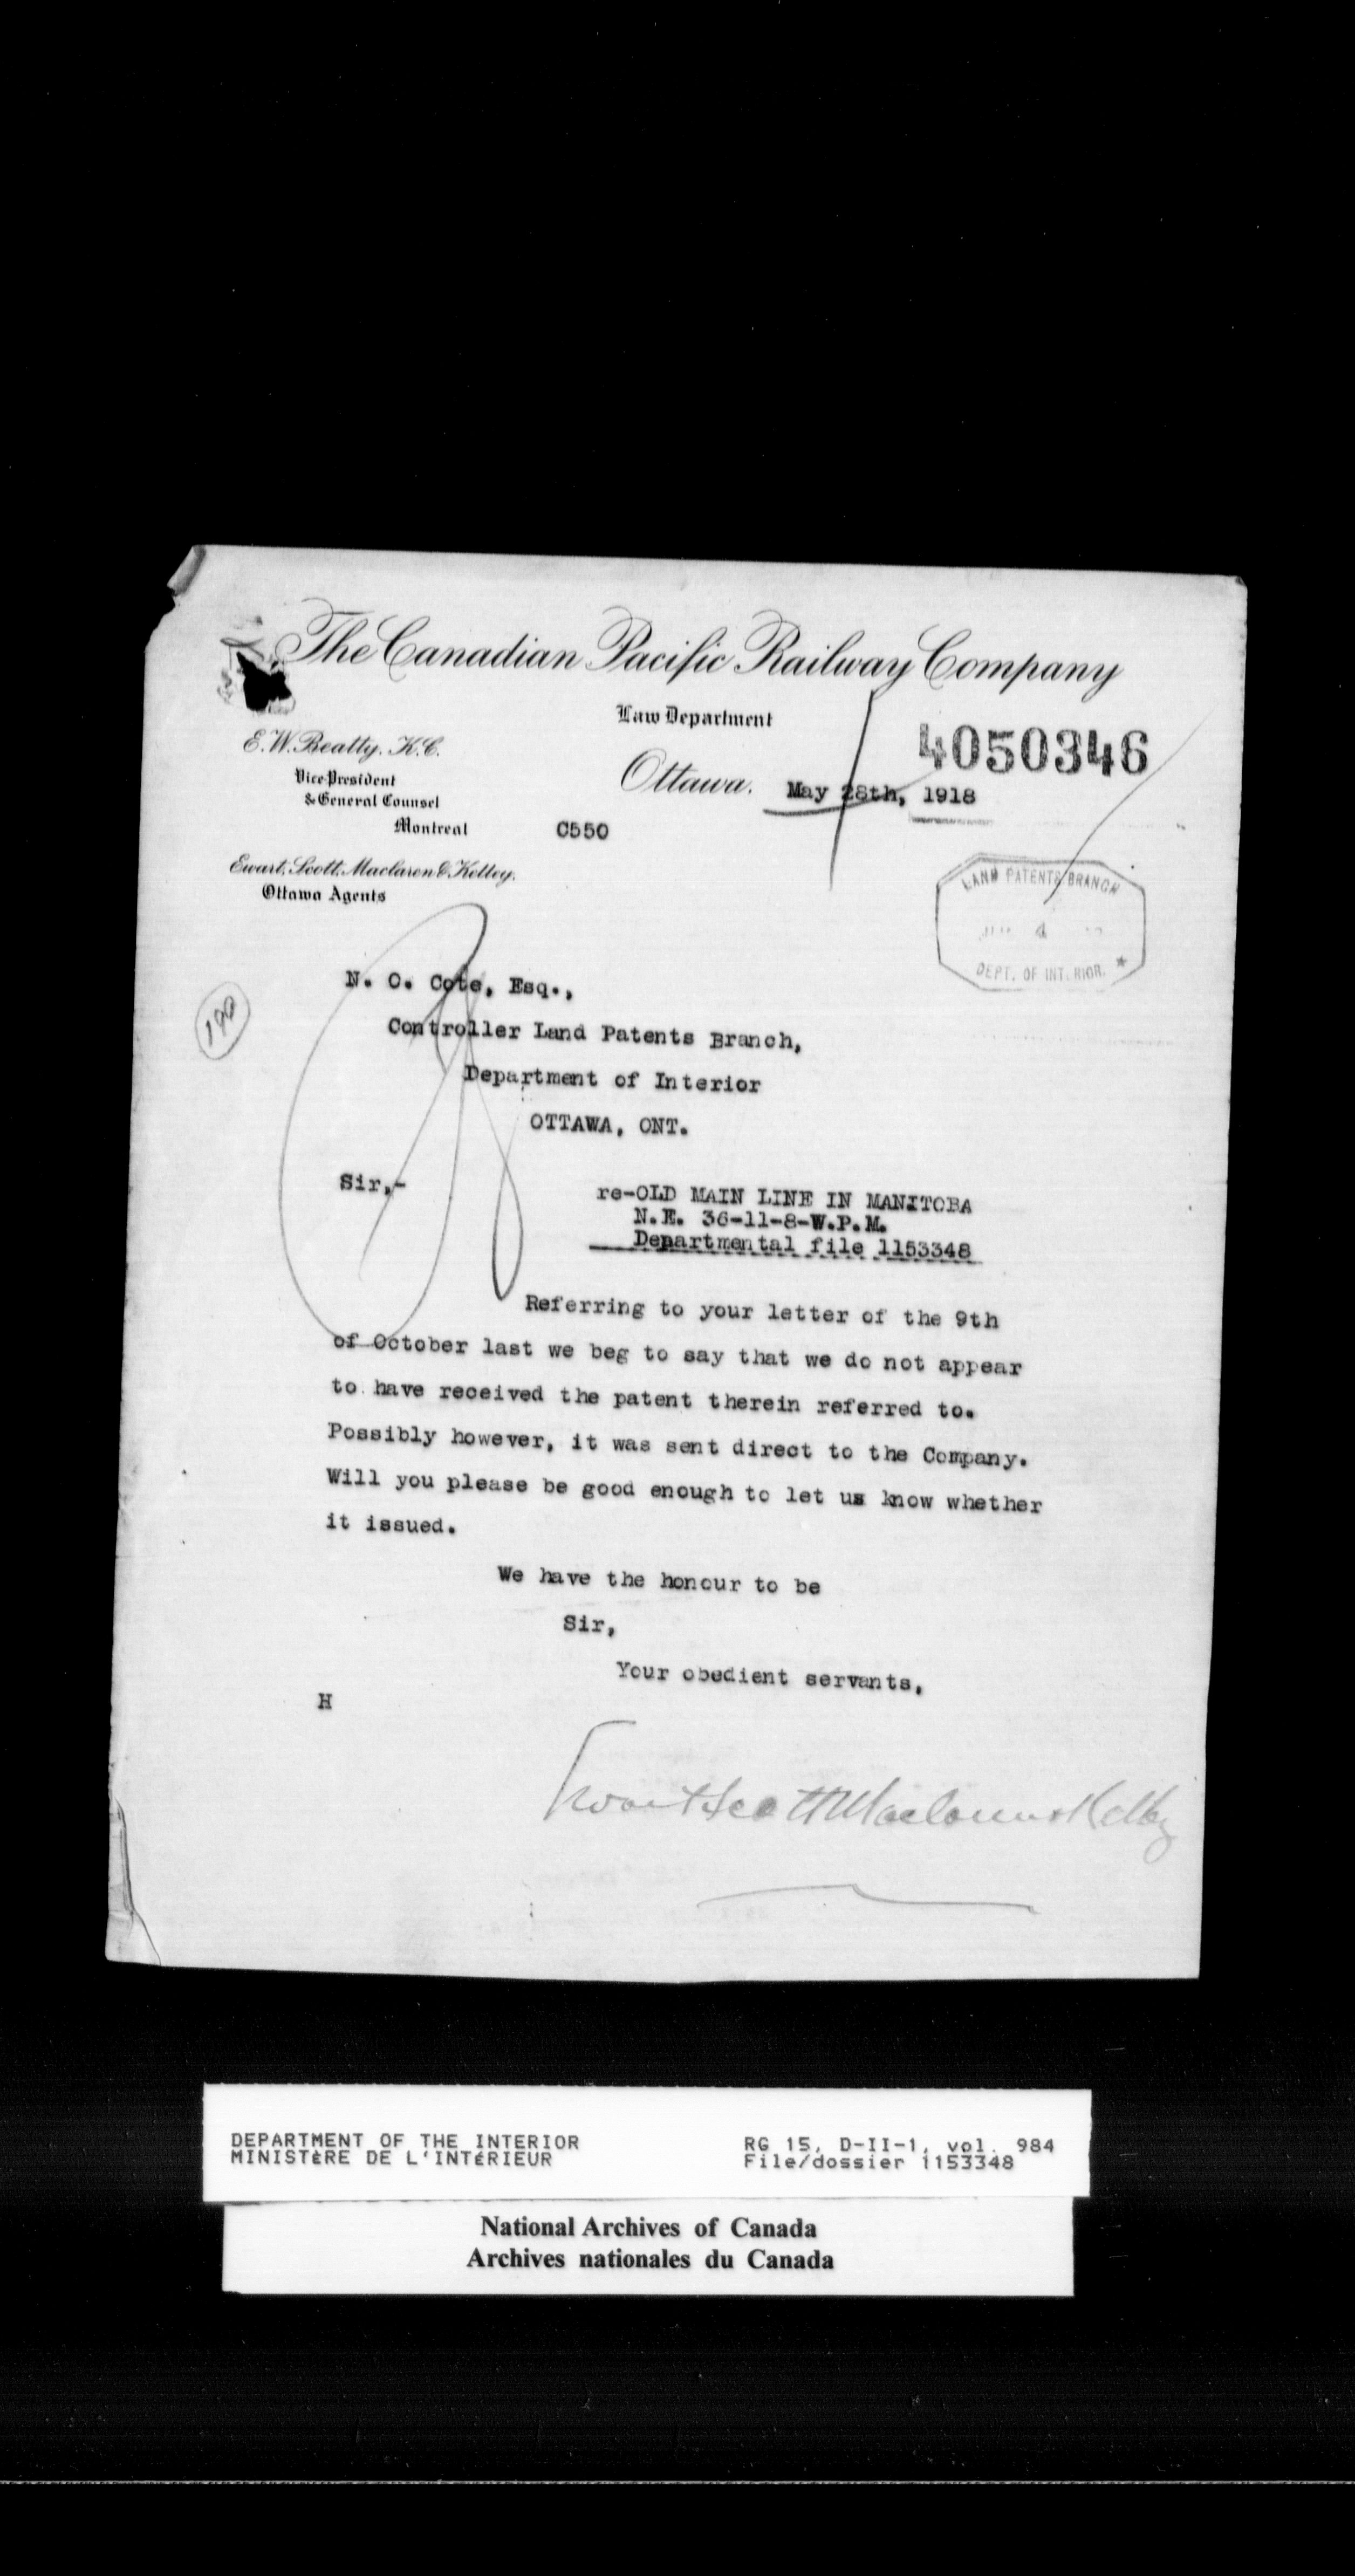 The Canadian Pacific Railway Company
Law Department
4050346
E. W. Beatty, K.C.
Vice-President
& General Counsel
Montreal
Ottawa. May 28th, 1918
C550
Ewart, Scott, Maclaren & Kelley,
Ottawa Agents
LAND PATENTS BRANCH
4
DEPT. OF INTERIOR.
N. O. Cote, Esq.,
Controller Land Patents Branch,
Department of Interior
OTTAWA, ONT.
Sir,-
re-OLD MAIN LINE IN MANITOBA
N.E. 36-11-8-W.P.M.
Departmental file 1153348
Referring to your letter of the 9th
of October last we beg to say that we do not appear
to have received the patent therein referred to.
Possibly however, it was sent direct to the Company.
Will you please be good enough to let us know whether
it issued.
We have the honour to be
Sir,
Your obedient servants,
H
Ewart Scott Maclaren & Kelley
DEPARTMENT OF THE INTERIOR
MINISTÈRE DE L'INTÉRIEUR
RG 15, D-II-1, vol. 984
File/dossier 1153348
National Archives of Canada
Archives nationales du Canada